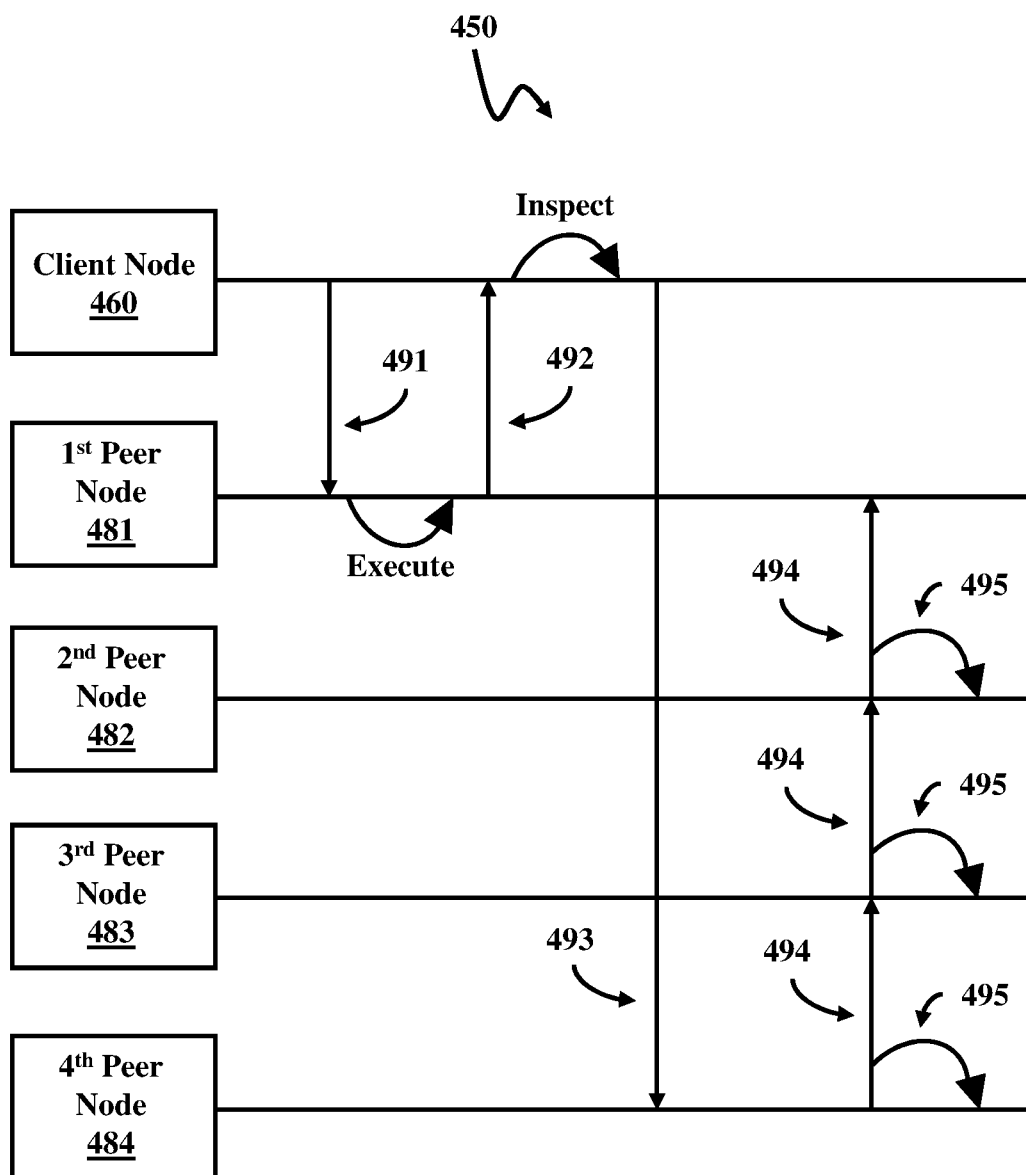 450
Inspect
Client Node
460
491
492
1st Peer
Node
481
Execute
494
495
2nd Peer
Node
482
494
495
3rd Peer
Node
483
493
494
495
4th Peer
Node
484